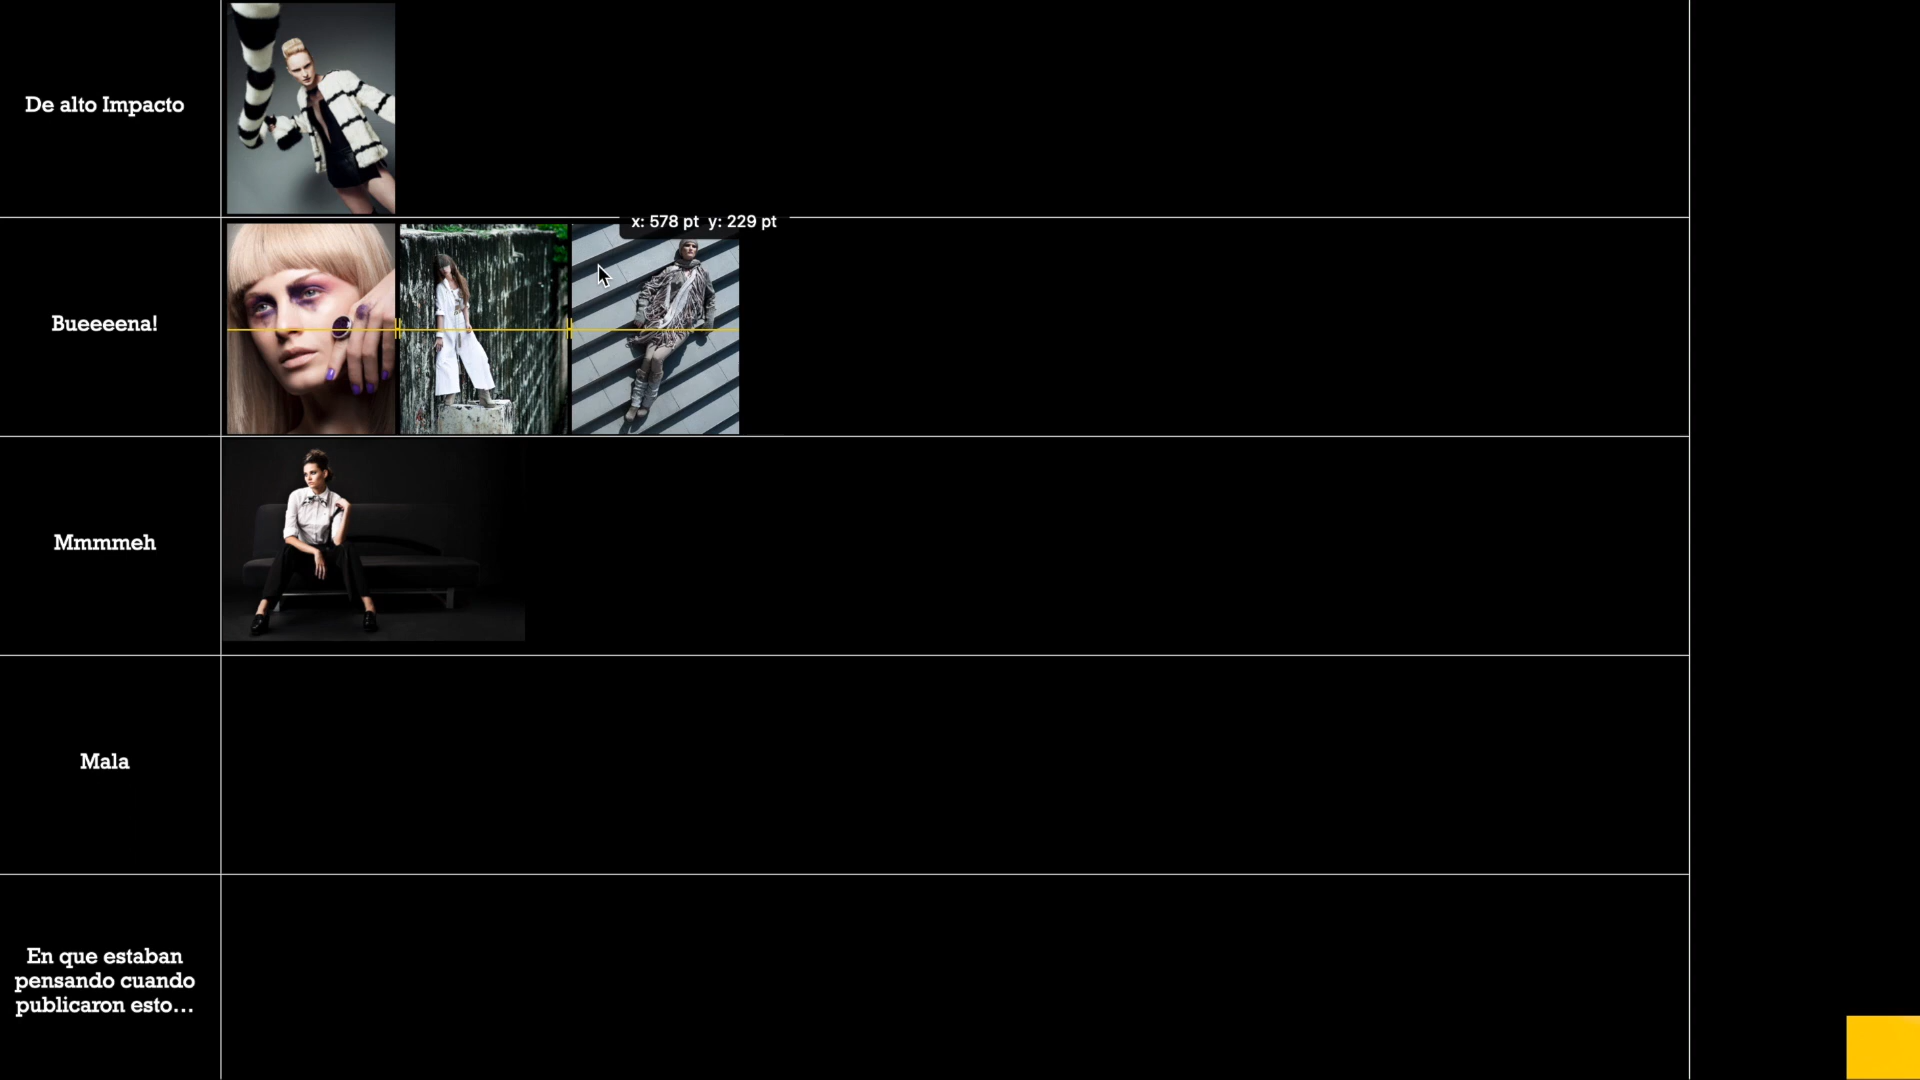 De alto Impacto
x: 578 pt  y: 229 pt
Bueeeena!
Mmmmeh
Mala
En que estaban
pensando cuando
publicaron esto...